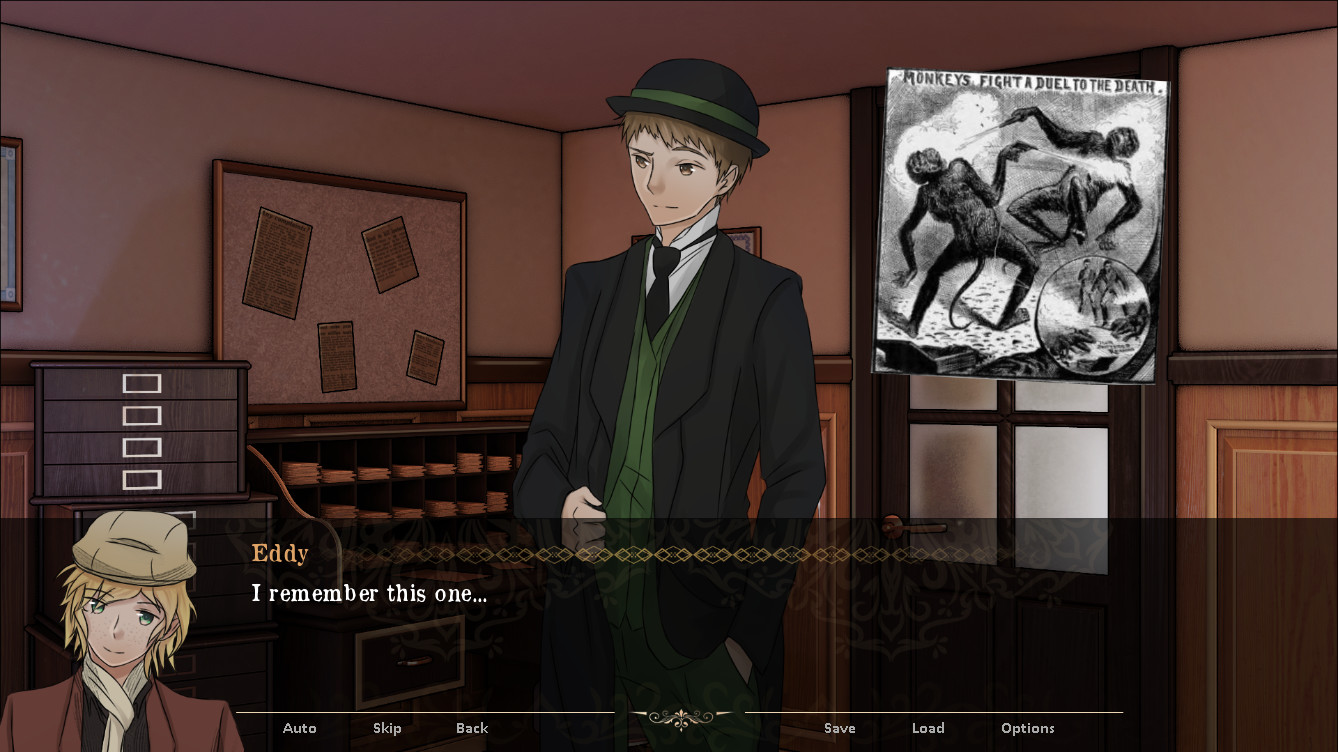 MONKEYS FIGHT A DUEL TO THE DEATH.
Eddy
I remember this one...
Auto
Skip
Back
Save
Load
Options